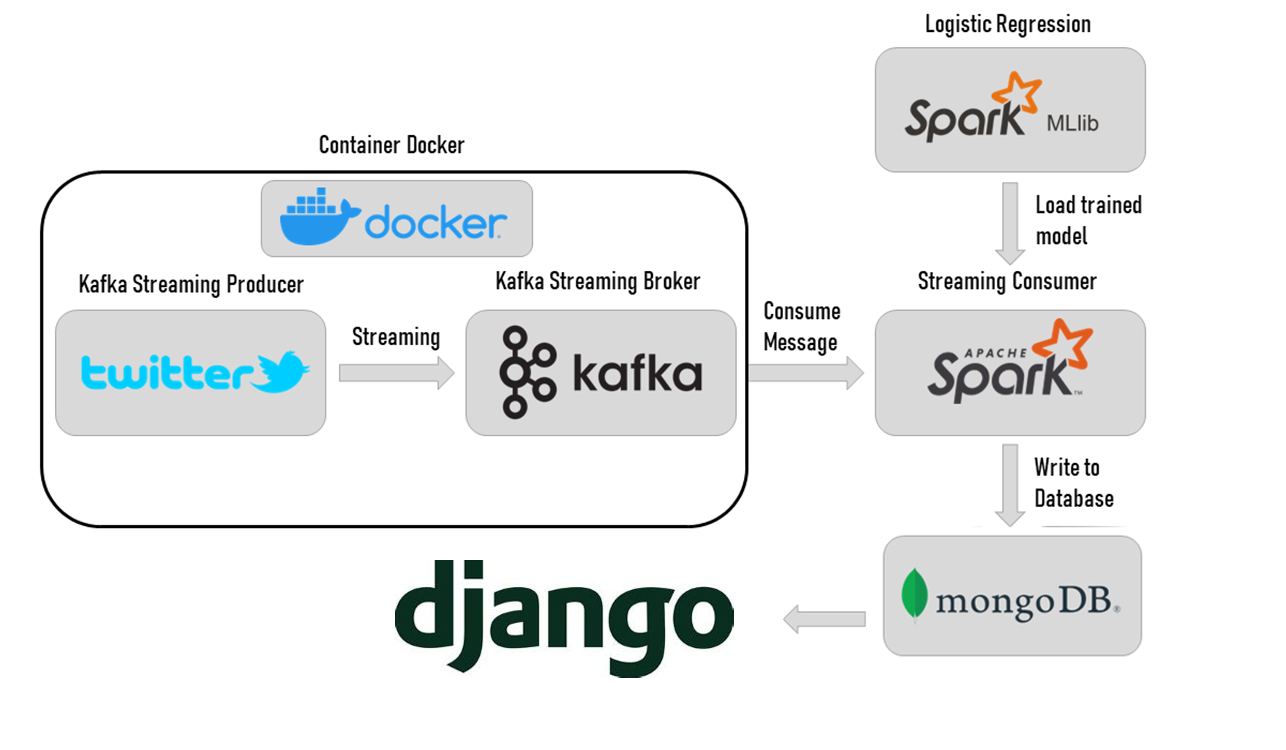 Logistic Regression
Spark MLlib
Container Docker
docker
Load trained
model
Kafka Streaming Producer
Kafka Streaming Broker
Streaming Consumer
twitter
Streaming
kafka
Consume
Message
APACHE
Spark™
Write to
Database
django
mongoDB®